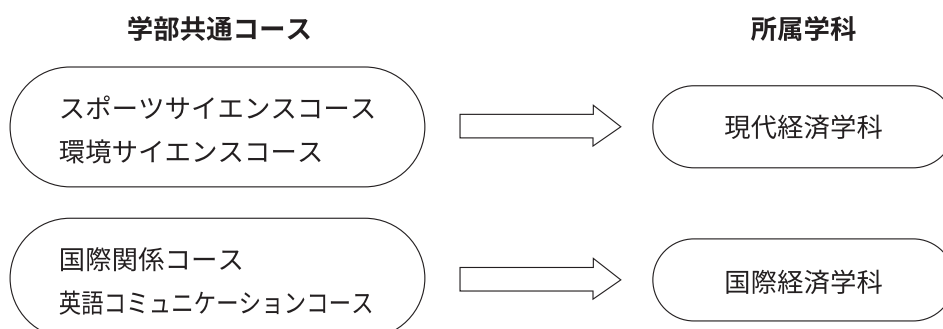 学部共通コース
所属学科
スポーツサイエンスコース
環境サイエンスコース
現代経済学科
国際関係コース
英語コミュニケーションコース
国際経済学科